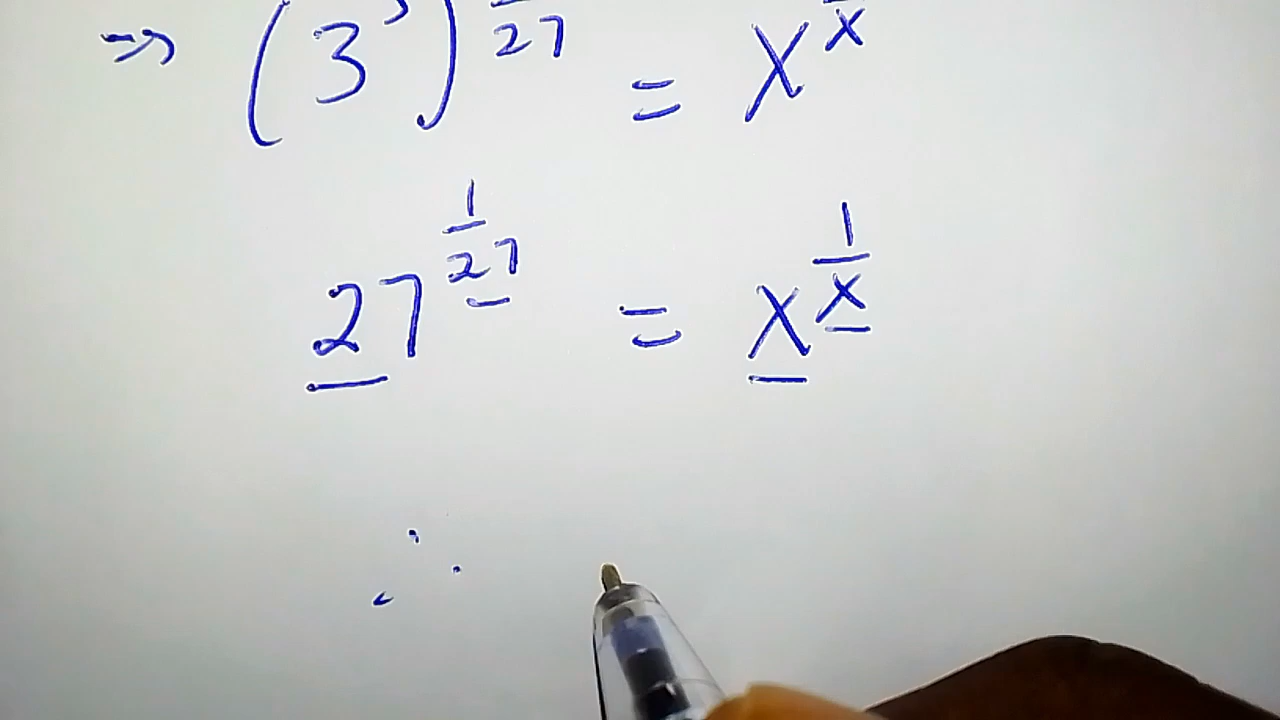 ⇒ (3³)^(1/27) = x^(1/x)
27^(1/27) = x^(1/x)
∴